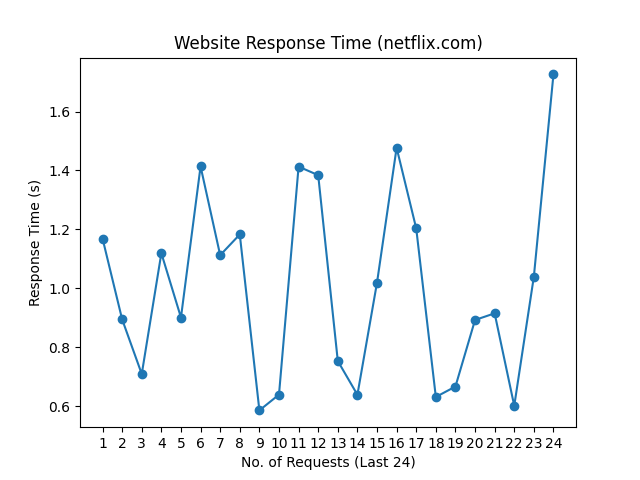 Website Response Time (netflix.com)
Response Time (s)
1.6
1.4
1.2
1.0
0.8
0.6
1 2 3 4 5 6 7 8 9 10 11 12 13 14 15 16 17 18 19 20 21 22 23 24
No. of Requests (Last 24)